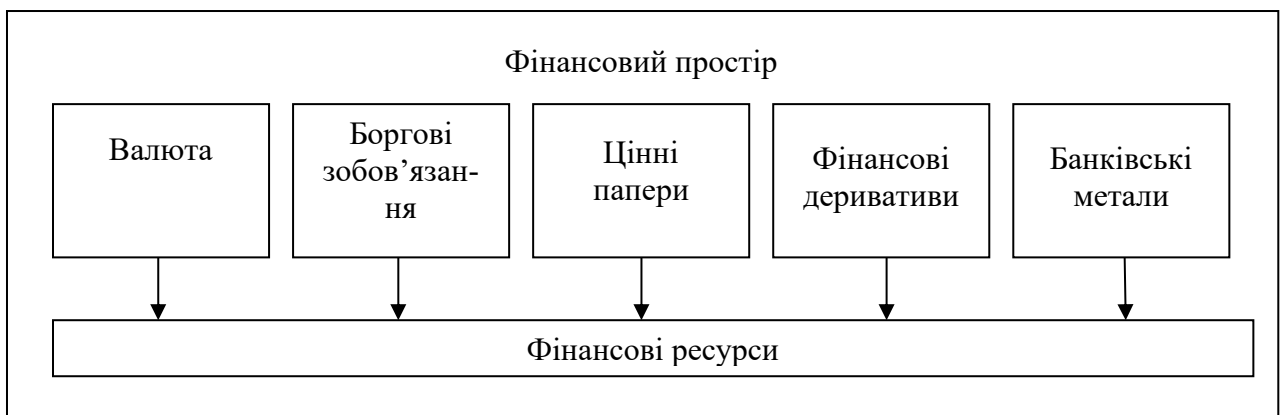 Фінансовий простір
Валюта
Боргові
зобов’язан-
ня
Цінні
папери
Фінансові
деривативи
Банківські
метали
Фінансові ресурси